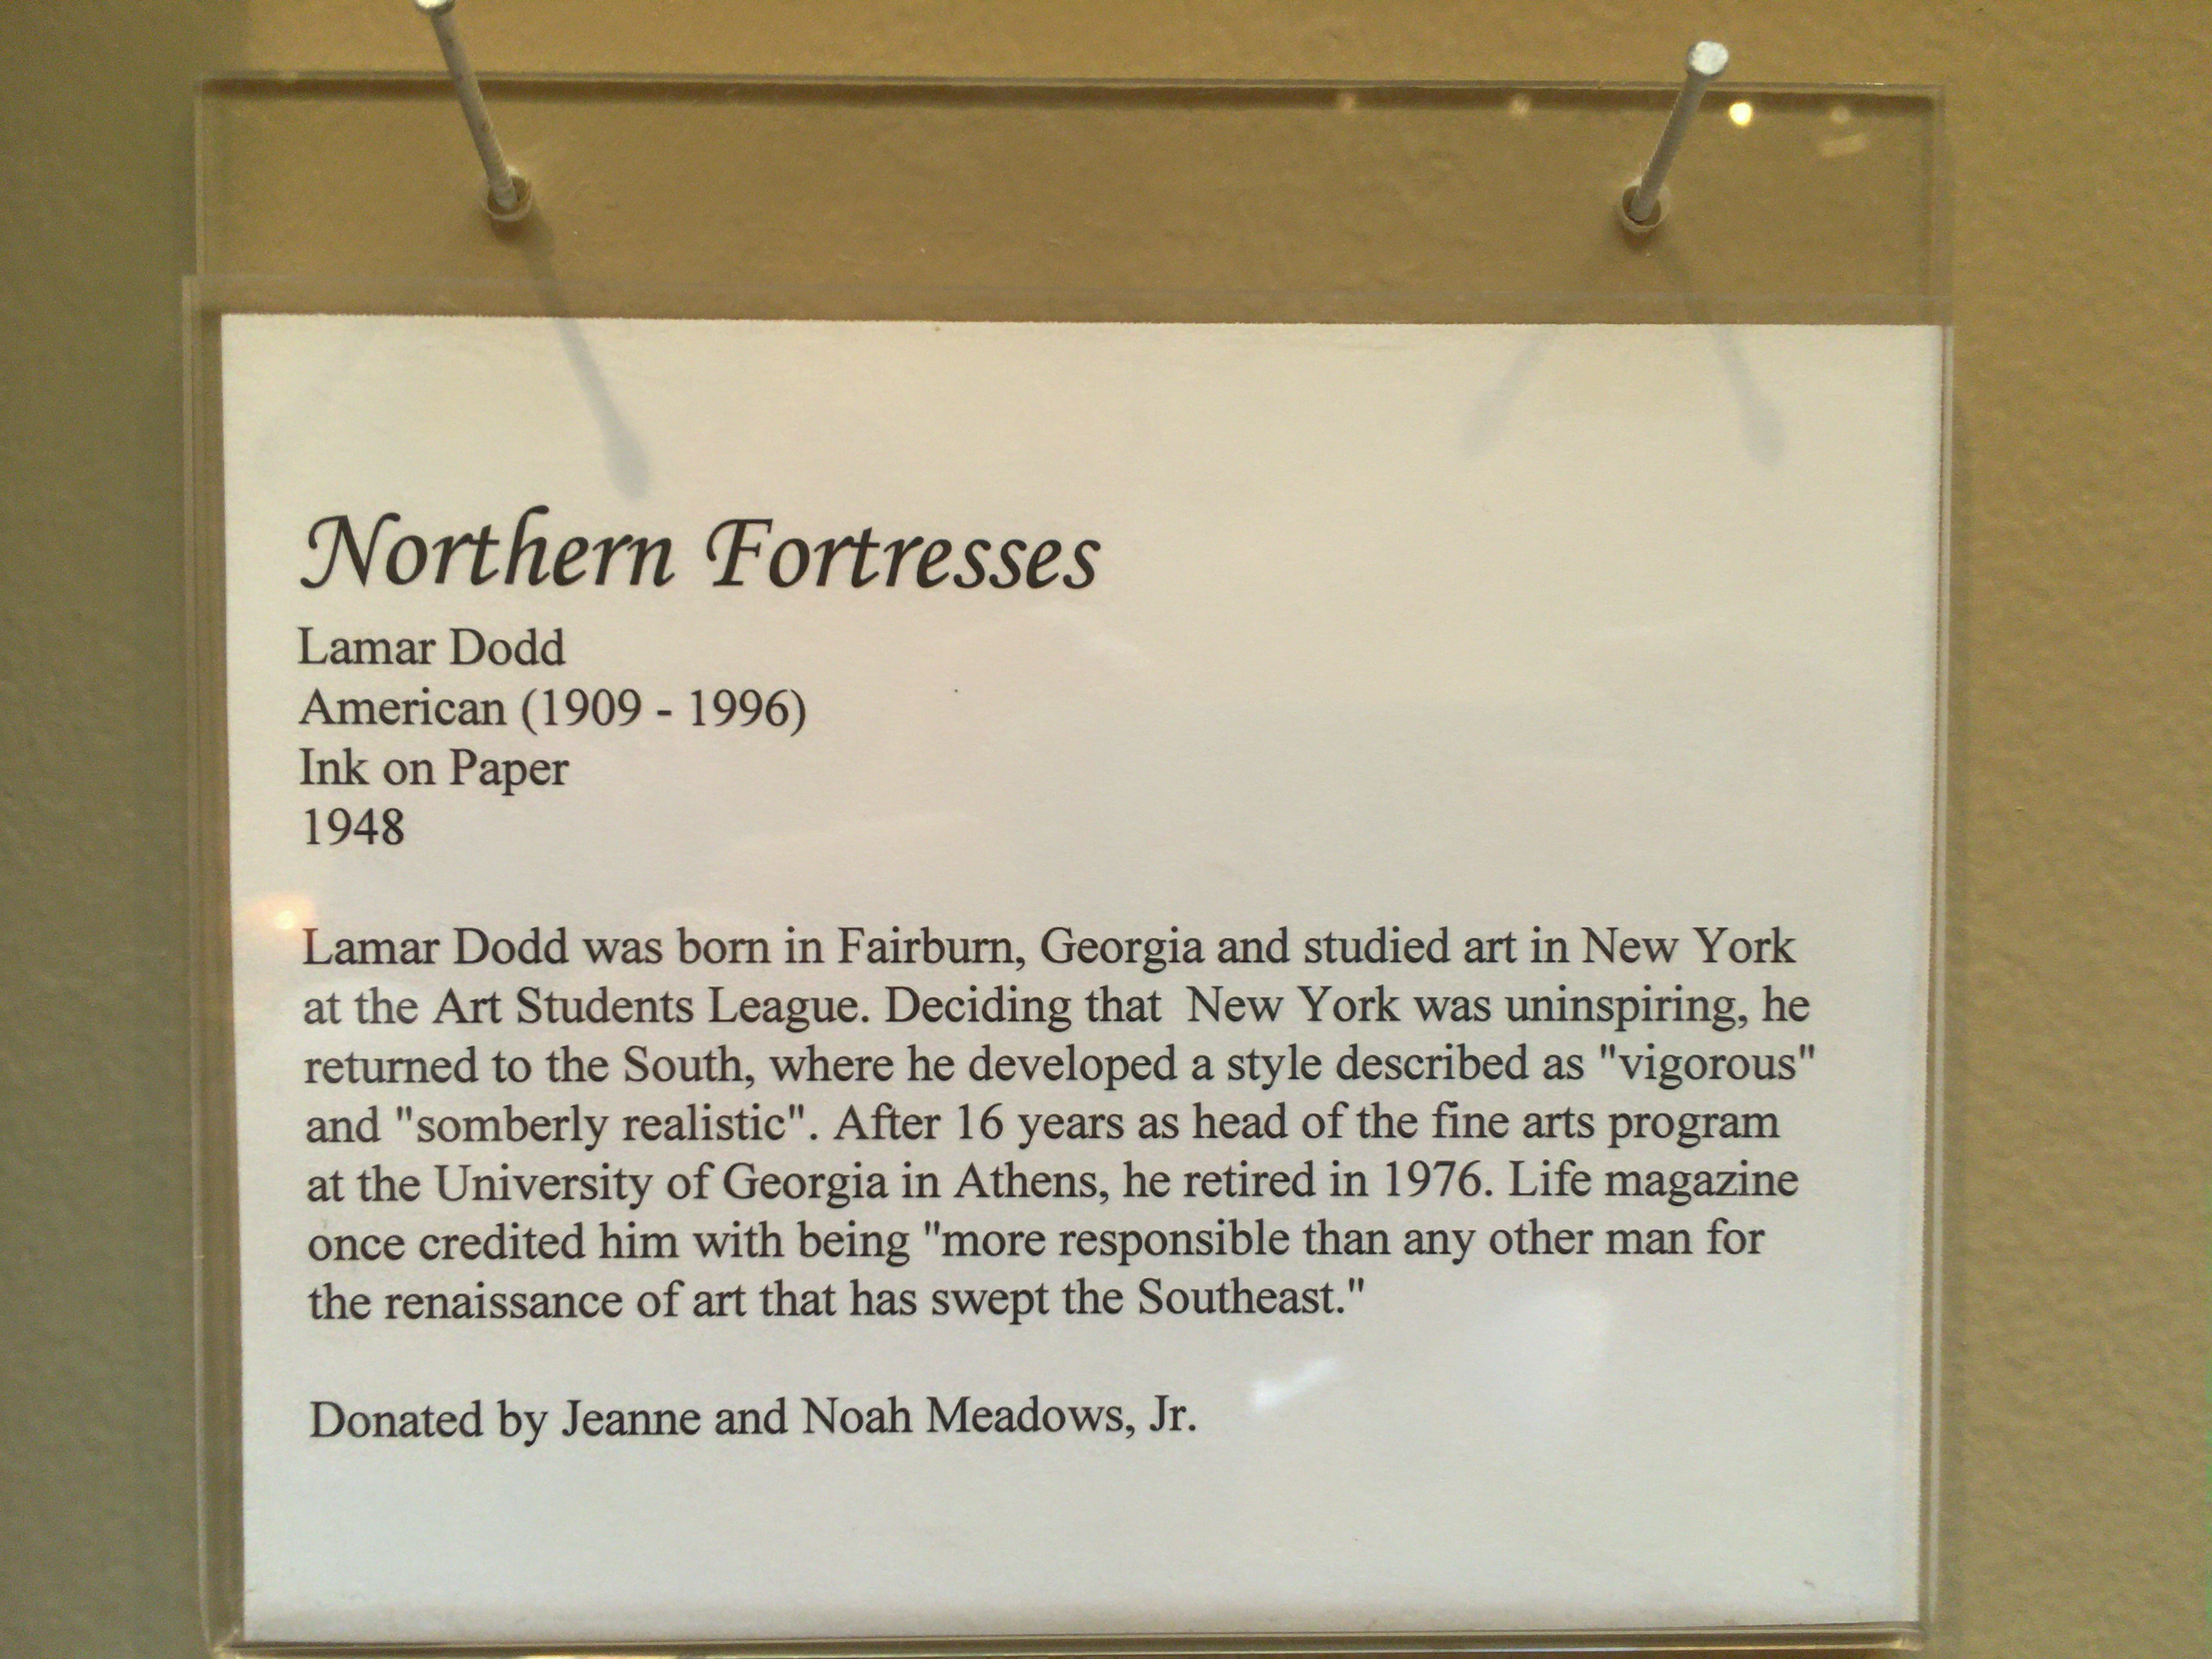 Northern Fortresses
Lamar Dodd
American (1909 - 1996)
Ink on Paper
1948
Lamar Dodd was born in Fairburn, Georgia and studied art in New York
at the Art Students League. Deciding that  New York was uninspiring, he
returned to the South, where he developed a style described as "vigorous"
and "somberly realistic". After 16 years as head of the fine arts program
at the University of Georgia in Athens, he retired in 1976. Life magazine
once credited him with being "more responsible than any other man for
the renaissance of art that has swept the Southeast."
Donated by Jeanne and Noah Meadows, Jr.